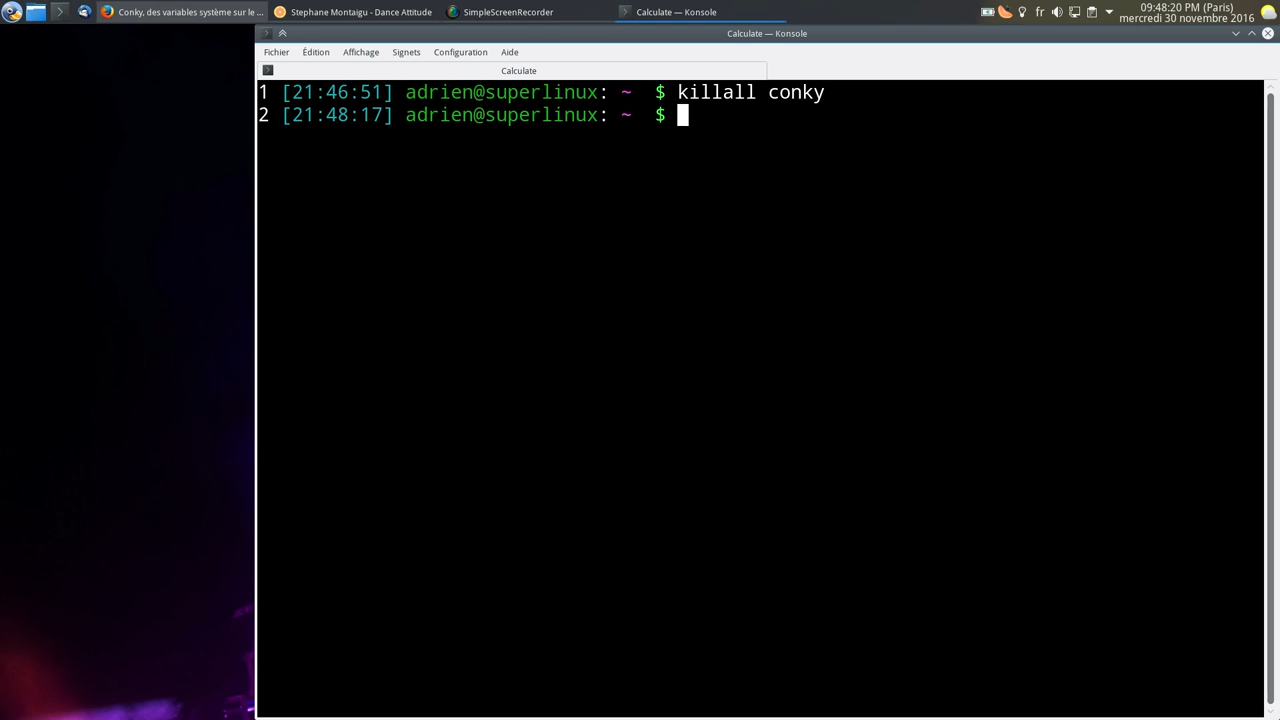 Conky, des variables système sur le ...
Stephane Montaigu - Dance Attitude
SimpleScreenRecorder
Calculate — Konsole
fr
09:48:20 PM (Paris)
mercredi 30 novembre 2016
Calculate — Konsole
Fichier Édition Affichage Signets Configuration Aide
Calculate
1 [21:46:51] adrien@superlinux: ~ $ killall conky
2 [21:48:17] adrien@superlinux: ~ $